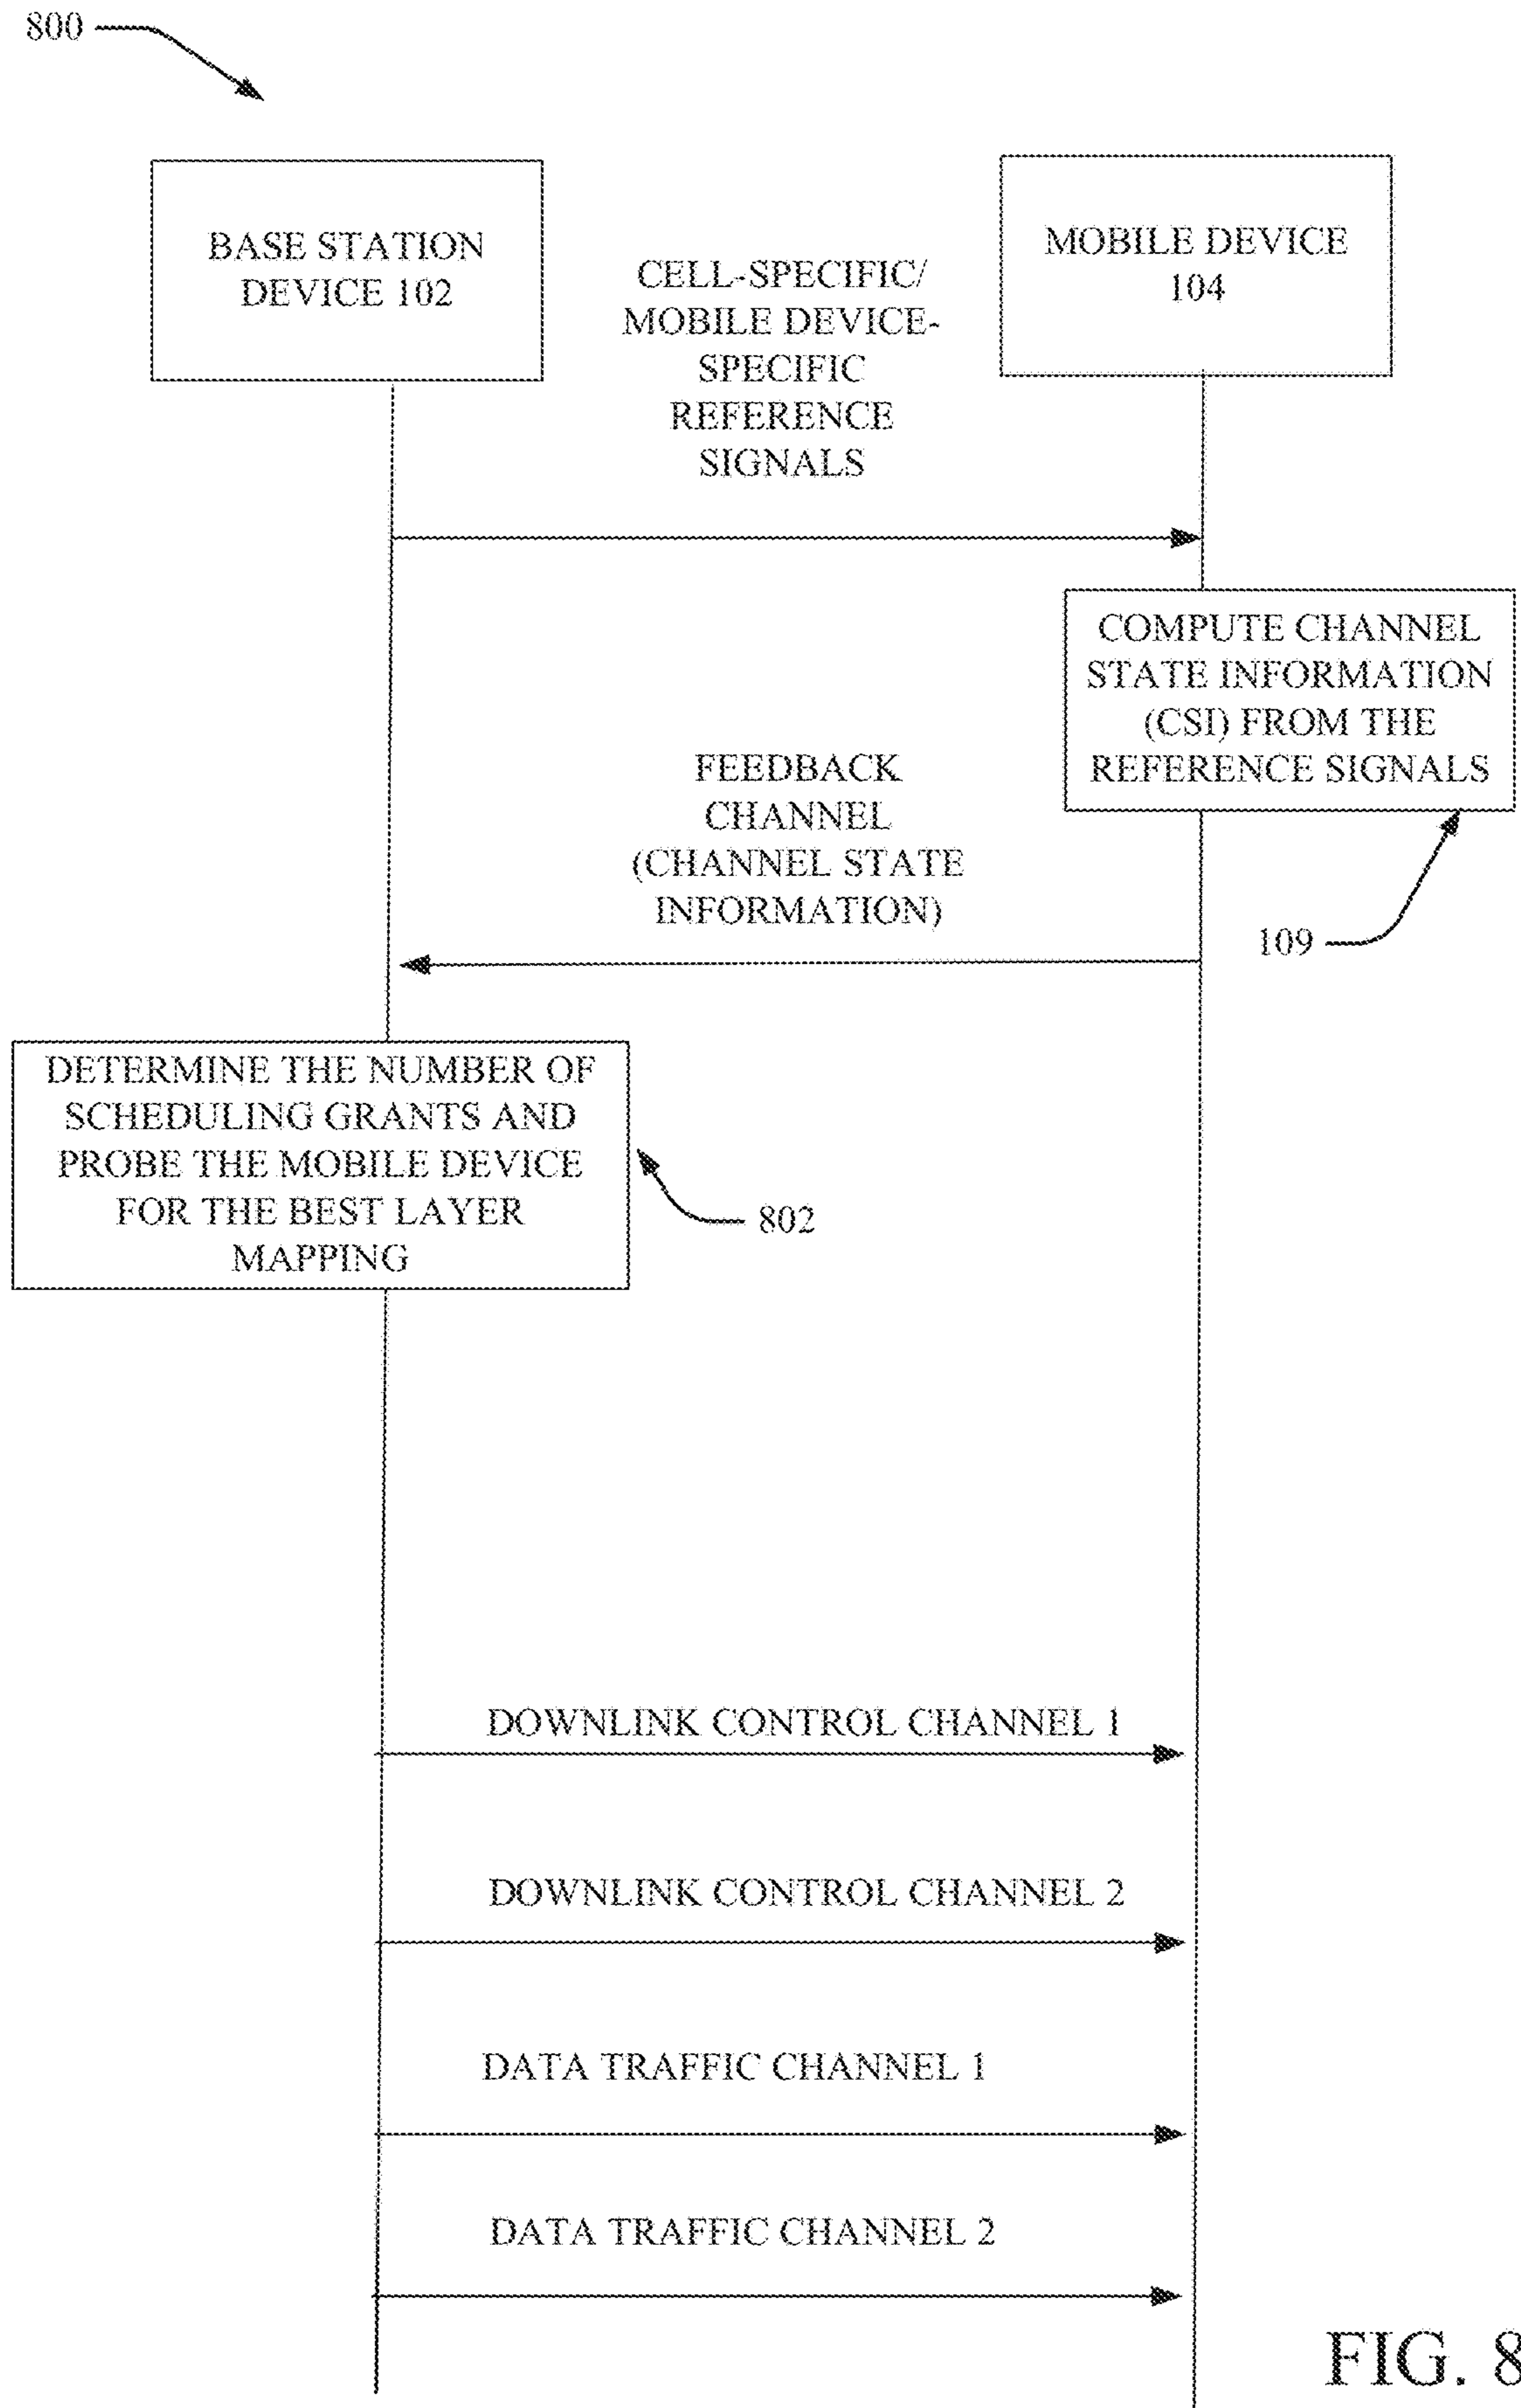 800
BASE STATION
DEVICE 102
MOBILE DEVICE
104
CELL-SPECIFIC/
MOBILE DEVICE-
SPECIFIC
REFERENCE
SIGNALS
COMPUTE CHANNEL
STATE INFORMATION
(CSI) FROM THE
REFERENCE SIGNALS
109
FEEDBACK
CHANNEL
(CHANNEL STATE
INFORMATION)
DETERMINE THE NUMBER OF
SCHEDULING GRANTS AND
PROBE THE MOBILE DEVICE
FOR THE BEST LAYER
MAPPING
802
DOWNLINK CONTROL CHANNEL 1
DOWNLINK CONTROL CHANNEL 2
DATA TRAFFIC CHANNEL 1
DATA TRAFFIC CHANNEL 2
FIG. 8